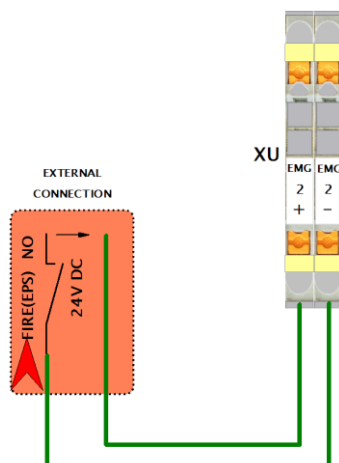 XU
EMG EMG
2 2
+ -
EXTERNAL
CONNECTION
FIRE(EPS) NO
24V DC